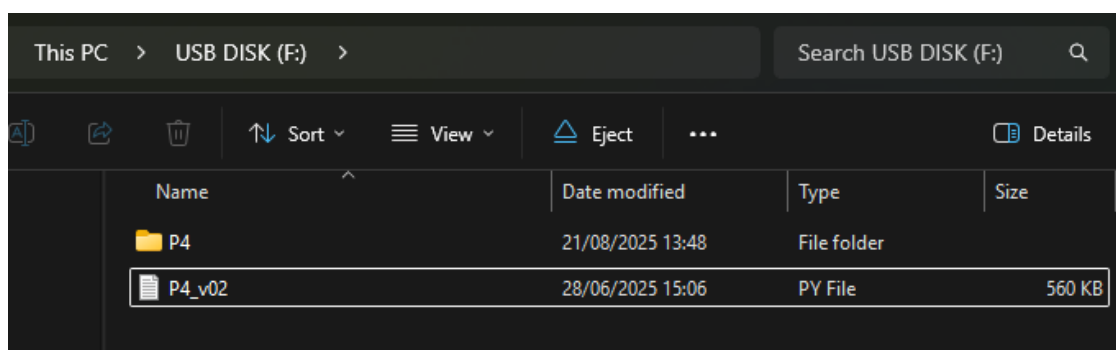 This PC > USB DISK (F:) > Search USB DISK (F:)
Sort View Eject ... Details
Name Date modified Type Size
P4 21/08/2025 13:48 File folder
P4_v02 28/06/2025 15:06 PY File 560 KB